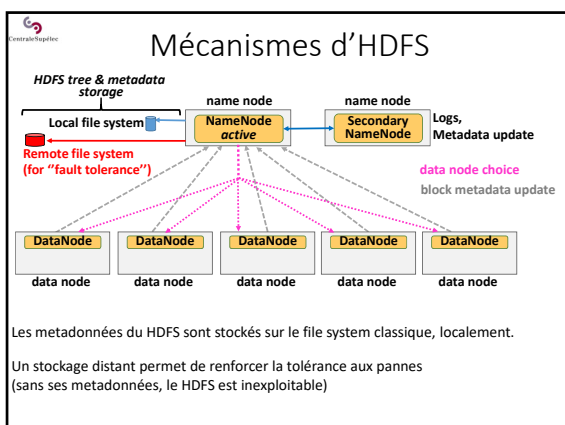 CentraleSupélec
Mécanismes d'HDFS
HDFS tree & metadata
storage
name node
name node
Local file system
NameNode
active
Secondary
NameNode
Logs,
Metadata update
Remote file system
(for ‘’fault tolerance’’)
data node choice
block metadata update
DataNode
DataNode
DataNode
DataNode
DataNode
data node
data node
data node
data node
data node
Les metadonnées du HDFS sont stockés sur le file system classique, localement.
Un stockage distant permet de renforcer la tolérance aux pannes
(sans ses metadonnées, le HDFS est inexploitable)